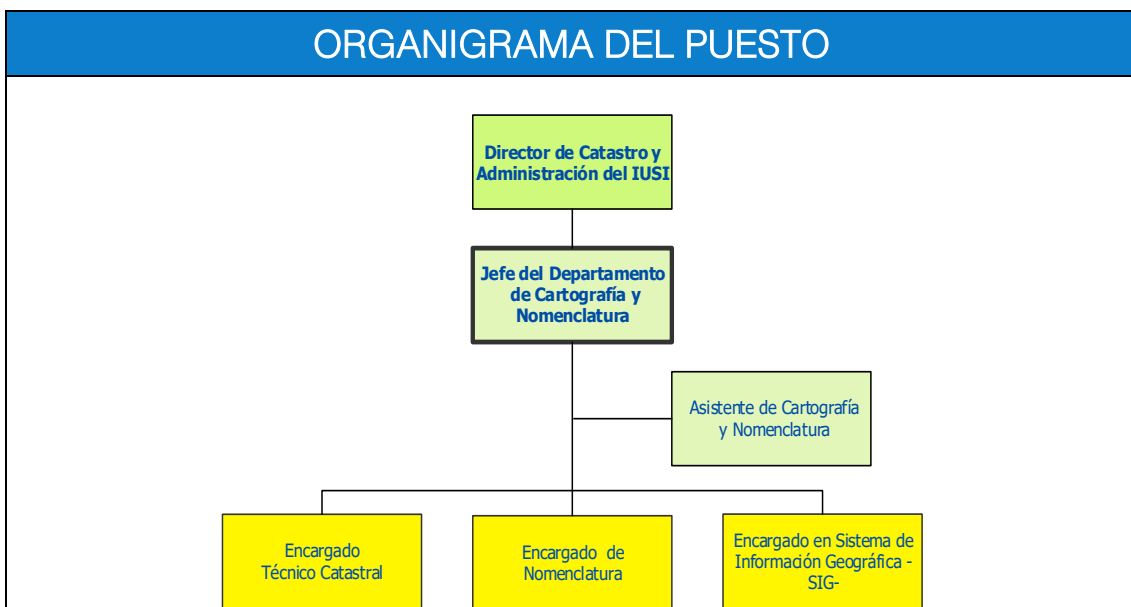 ORGANIGRAMA DEL PUESTO
Director de Catastro y
Administración del IUSI
Jefe del Departamento
de Cartografía y
Nomenclatura
Asistente de Cartografía
y Nomenclatura
Encargado
Técnico Catastral
Encargado de
Nomenclatura
Encargado en Sistema de
Información Geográfica -
SIG-